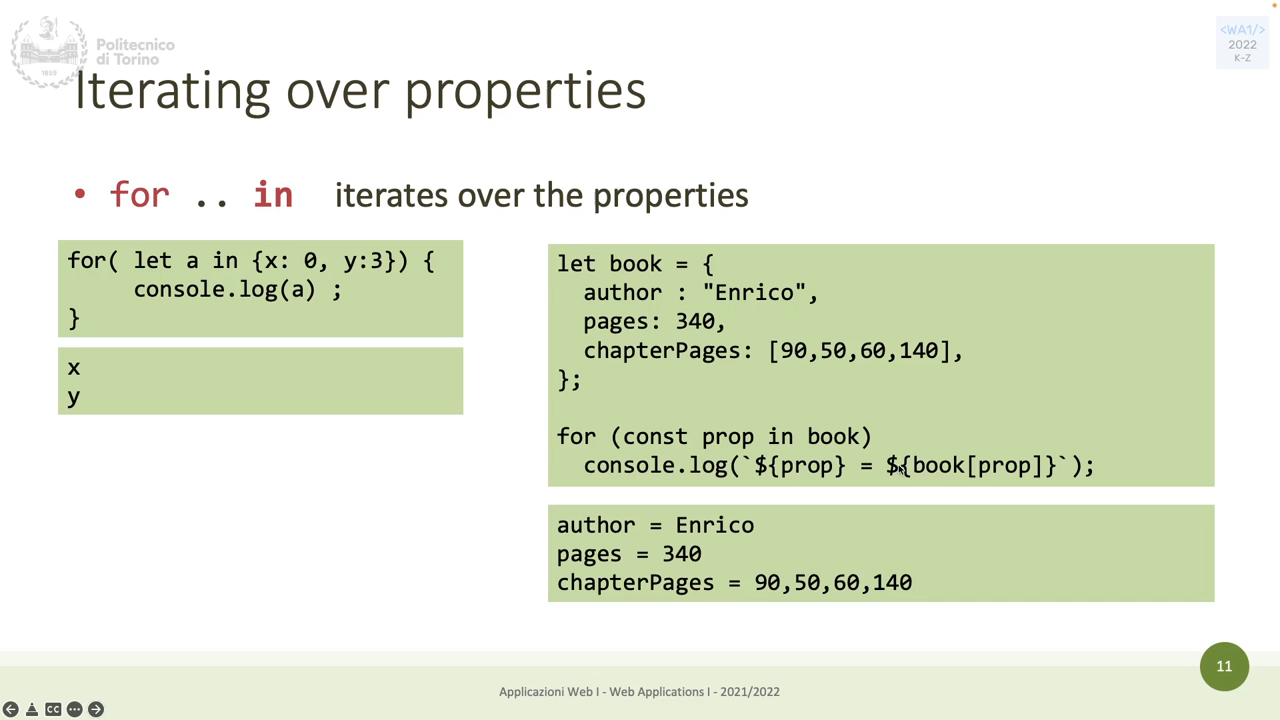 Politecnico
di Torino
1859
<WA1/>
2022
K-Z
Iterating over properties
• for .. in iterates over the properties
for( let a in {x: 0, y:3}) {
console.log(a) ;
}
x
y
let book = {
author : "Enrico",
pages: 340,
chapterPages: [90,50,60,140],
};
for (const prop in book)
console.log(`${prop} = ${book[prop]}`);
author = Enrico
pages = 340
chapterPages = 90,50,60,140
11
Applicazioni Web I - Web Applications I - 2021/2022
CC